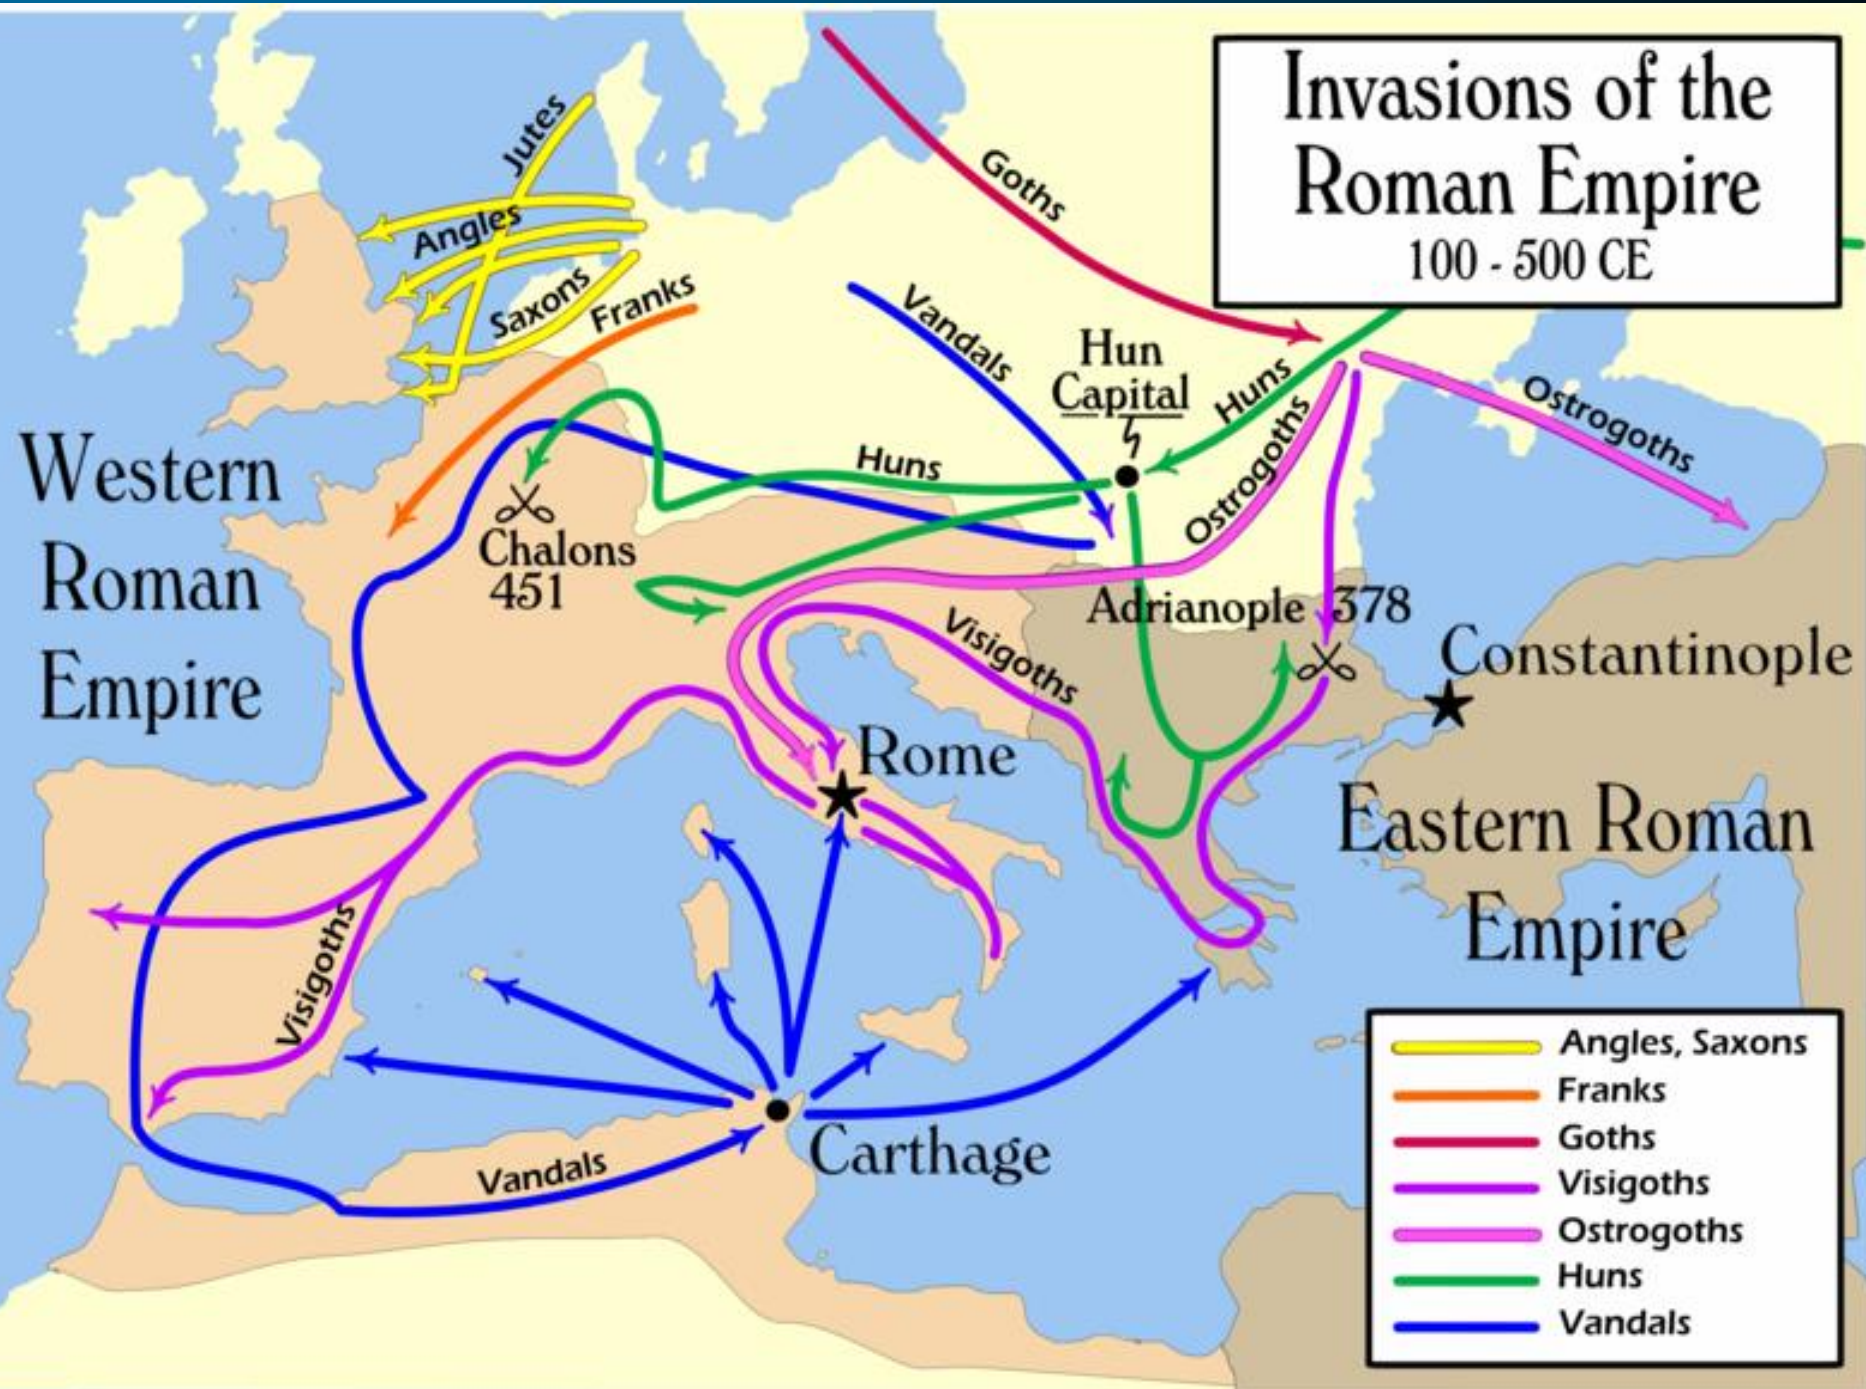 Invasions of the
Roman Empire
100 - 500 CE
Jutes
Angles
Saxons
Franks
Goths
Vandals
Hun
Capital
Huns
Ostrogoths
Ostrogoths
Huns
Western
Roman
Empire
Chalons
451
Adrianople 378
Visigoths
Constantinople
Rome
Eastern Roman
Empire
Visigoths
Carthage
Vandals
Angles, Saxons
Franks
Goths
Visigoths
Ostrogoths
Huns
Vandals